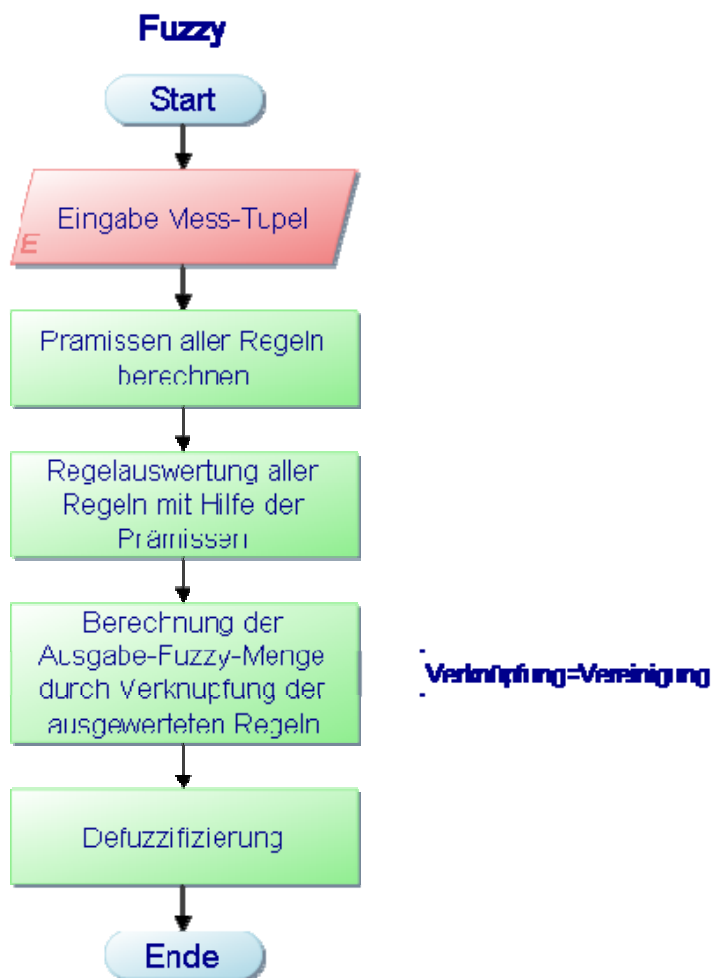 Fuzzy
Start
Eingabe Mess-Tupel
E
Prämissen aller Regeln
berechnen
Regelauswertung aller
Regeln mit Hilfe der
Prämissen
Berechnung der
Ausgabe-Fuzzy-Menge
durch Verknüpfung der
ausgewerteten Regeln
Verknüpfung=Vereinigung
Defuzzifizierung
Ende